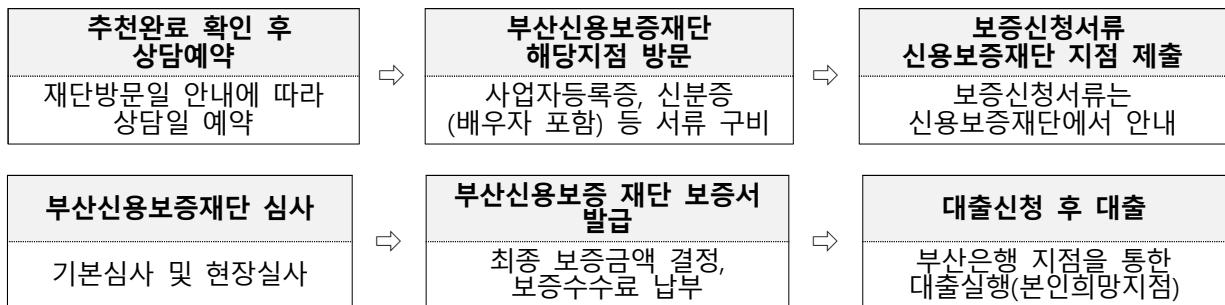 추천완료 확인 후
상담예약
재단방문일 안내에 따라
상담일 예약
⇨
부산신용보증재단
해당지점 방문
사업자등록증, 신분증
(배우자 포함) 등 서류 구비
⇨
보증신청서류
신용보증재단 지점 제출
보증신청서류는
신용보증재단에서 안내
부산신용보증재단 심사
기본심사 및 현장실사
⇨
부산신용보증 재단 보증서
발급
최종 보증금액 결정,
보증수수료 납부
⇨
대출신청 후 대출
부산은행 지점을 통한
대출실행(본인희망지점)